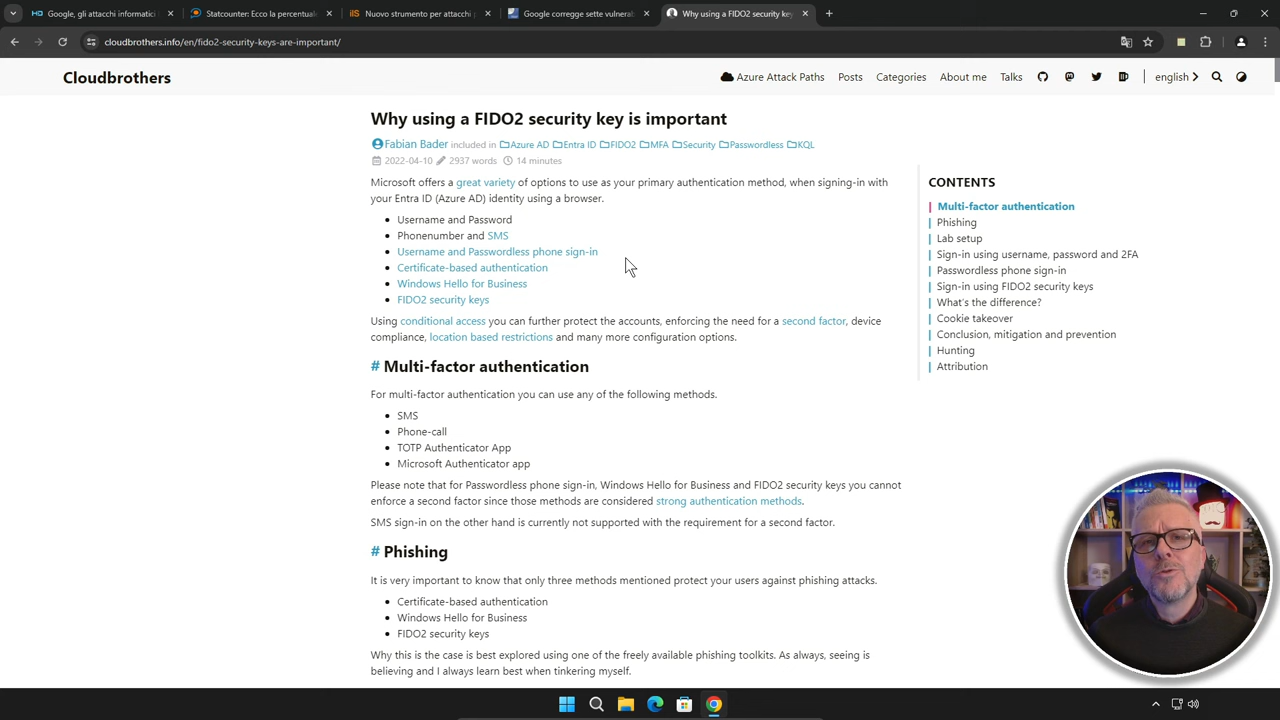 Google, gli attacchi informatici
Statcounter: Ecco la percentuale
Nuovo strumento per attacchi p
Google corregge sette vulnerab
Why using a FIDO2 security key
cloudbrothers.info/en/fido2-security-keys-are-important/
Cloudbrothers
Azure Attack Paths Posts Categories About me Talks english
Why using a FIDO2 security key is important
Fabian Bader included in Azure AD Entra ID FIDO2 MFA Security Passwordless KQL
2022-04-10 2937 words 14 minutes
Microsoft offers a great variety of options to use as your primary authentication method, when signing-in with
your Entra ID (Azure AD) identity using a browser.
Username and Password
Phonenumber and SMS
Username and Passwordless phone sign-in
Certificate-based authentication
Windows Hello for Business
FIDO2 security keys
Using conditional access you can further protect the accounts, enforcing the need for a second factor, device
compliance, location based restrictions and many more configuration options.
# Multi-factor authentication
For multi-factor authentication you can use any of the following methods.
SMS
Phone-call
TOTP Authenticator App
Microsoft Authenticator app
Please note that for Passwordless phone sign-in, Windows Hello for Business and FIDO2 security keys you cannot
enforce a second factor since those methods are considered strong authentication methods.
SMS sign-in on the other hand is currently not supported with the requirement for a second factor.
# Phishing
It is very important to know that only three methods mentioned protect your users against phishing attacks.
Certificate-based authentication
Windows Hello for Business
FIDO2 security keys
Why this is the case is best explored using one of the freely available phishing toolkits. As always, seeing is
believing and I always learn best when tinkering myself.
CONTENTS
Multi-factor authentication
Phishing
Lab setup
Sign-in using username, password and 2FA
Passwordless phone sign-in
Sign-in using FIDO2 security keys
What's the difference?
Cookie takeover
Conclusion, mitigation and prevention
Hunting
Attribution